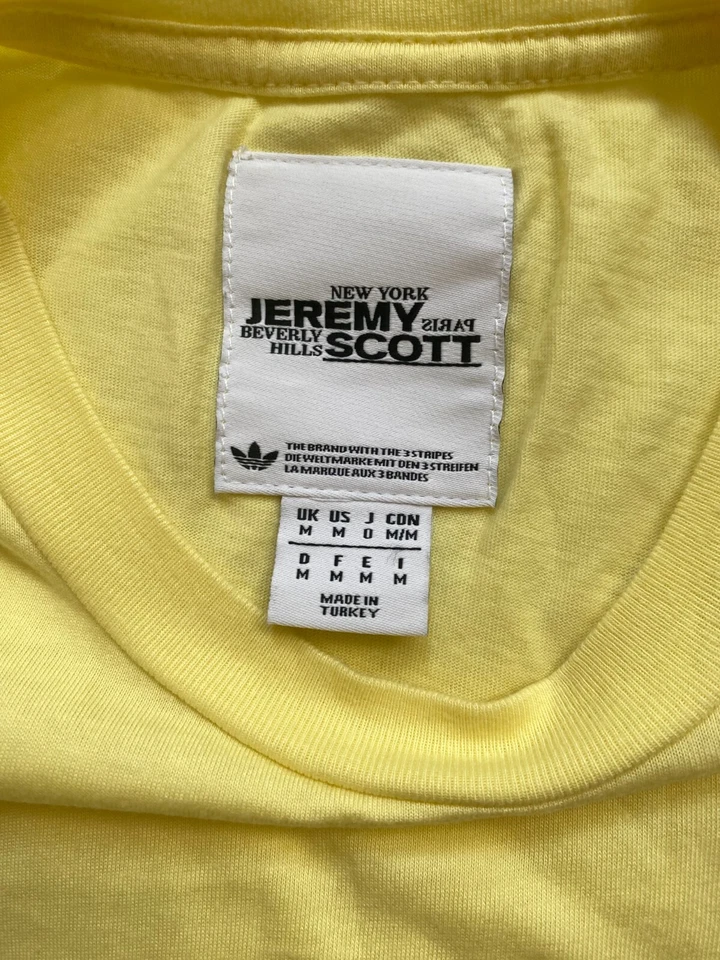 NEW YORK
JEREMY PARIS
BEVERLY
HILLS SCOTT
THE BRAND WITH THE 3 STRIPES
DIE WELTMARKE MIT DEN 3 STREIFEN
LA MARQUE AUX 3 BANDES
UK US J CDN
M M O M/M
D F E I
M M M M
MADE IN
TURKEY